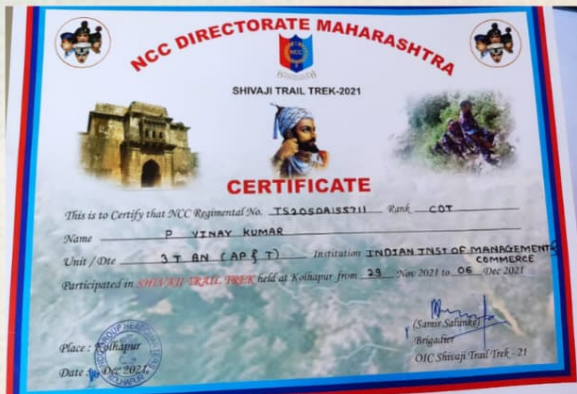 NCC DIRECTORATE MAHARASHTRA
NCC
SHIVAJI TRAIL TREK-2021
CERTIFICATE
This is to Certify that NCC Regimental No. TS20SDA155711 Rank CDT
Name P VINAY KUMAR
Unit / Dte 3 T BN (AP & T) Institution INDIAN INST OF MANAGEMENT &
COMMERCE
Participated in SHIVAJI TRAIL TREK held at Kolhapur from 29 Nov 2021 to 06 Dec 2021
(Samir Salunke)
Place : Kolhapur
Brigadier
Date : Dec 2021
OIC Shivaji Trail Trek - 21
KOLHAPUR